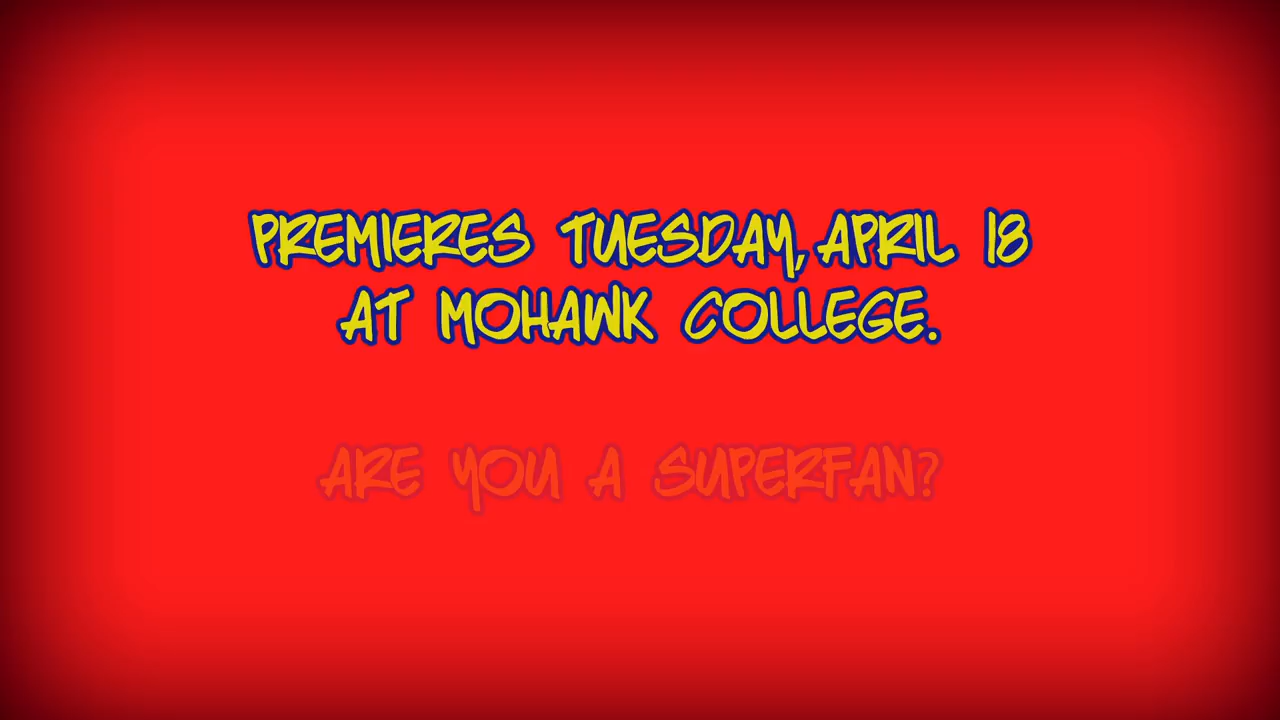 PREMIERES TUESDAY, APRIL 18
AT MOHAWK COLLEGE.
ARE YOU A SUPERFAN?